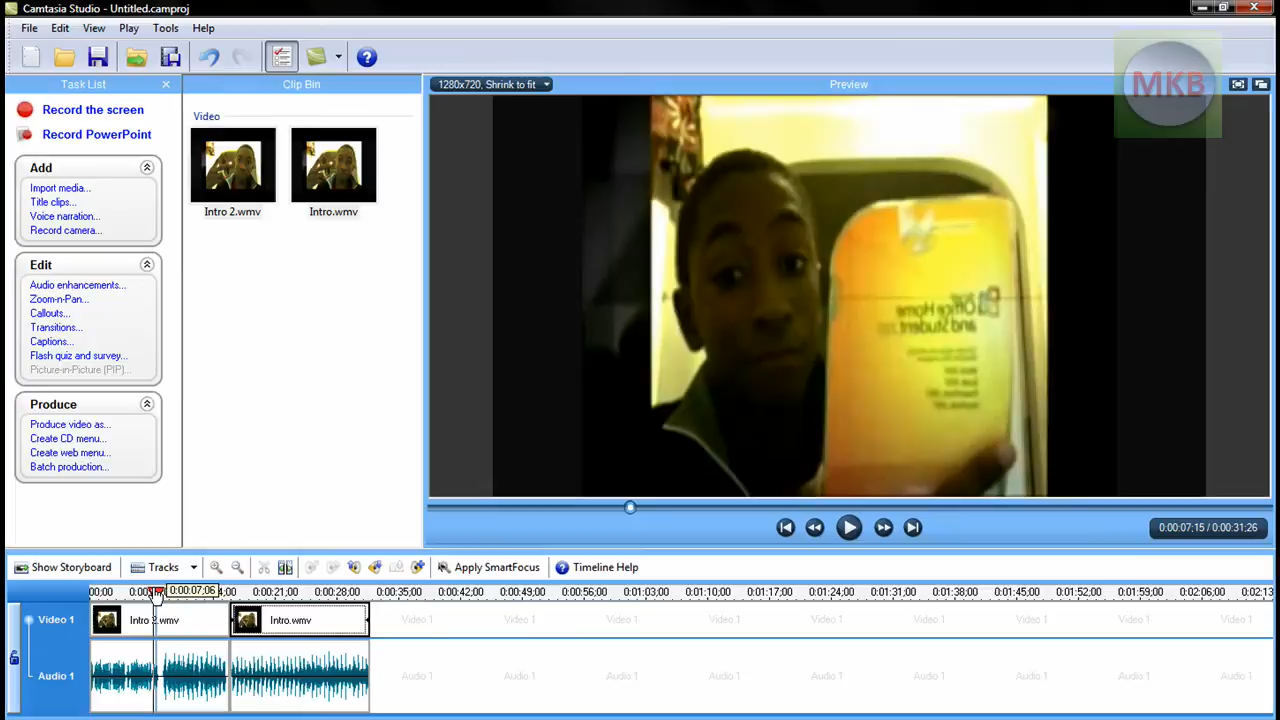 Camtasia Studio - Untitled.camproj
File Edit View Play Tools Help
Task List
Clip Bin
1280x720, Shrink to fit
Preview
MKB
Record the screen
Record PowerPoint
Add
Import media...
Title clips...
Voice narration...
Record camera...
Edit
Audio enhancements...
Zoom-n-Pan...
Callouts...
Transitions...
Captions...
Flash quiz and survey...
Picture-in-Picture (PIP)...
Produce
Produce video as...
Create CD menu...
Create web menu...
Batch production...
Video
Intro 2.wmv
Intro.wmv
Office Home
and Student
0:00:07:15 / 0:00:31:26
Show Storyboard
Tracks
Apply SmartFocus
Timeline Help
0:00:07;06
0:00:21;00 0:00:28;00 0:00:35;00 0:00:42;00 0:00:49;00 0:00:56;00 0:01:03;00 0:01:10;00 0:01:17;00 0:01:24;00 0:01:31;00 0:01:38;00 0:01:45;00 0:01:52;00 0:01:59;00 0:02:06;00 0:02:13
Video 1
Intro 2.wmv
Intro.wmv
Video 1 Video 1 Video 1 Video 1 Video 1 Video 1 Video 1 Video 1 Video 1
Audio 1
Audio 1 Audio 1 Audio 1 Audio 1 Audio 1 Audio 1 Audio 1 Audio 1 Audio 1